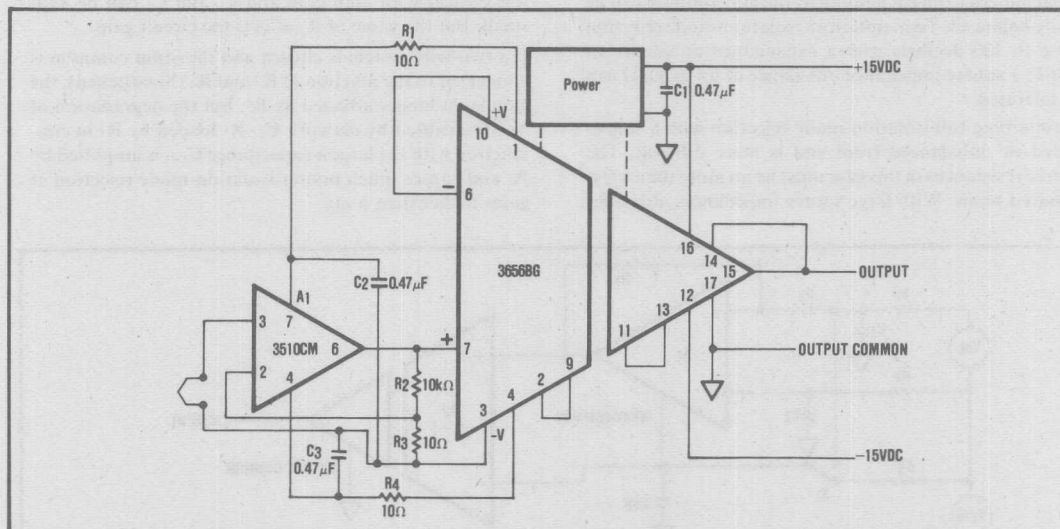 R1
10Ω
Power
+15VDC
C1 0.47μF
+V
10
−
6
A1
C2 0.47μF
3656BG
16
14
15
17
12
OUTPUT
3
7
3510CM
6
2
4
+
7
R2 10kΩ
11
13
OUTPUT COMMON
9
2
4
3
−V
R3 10Ω
C3
0.47μF
R4
10Ω
−15VDC